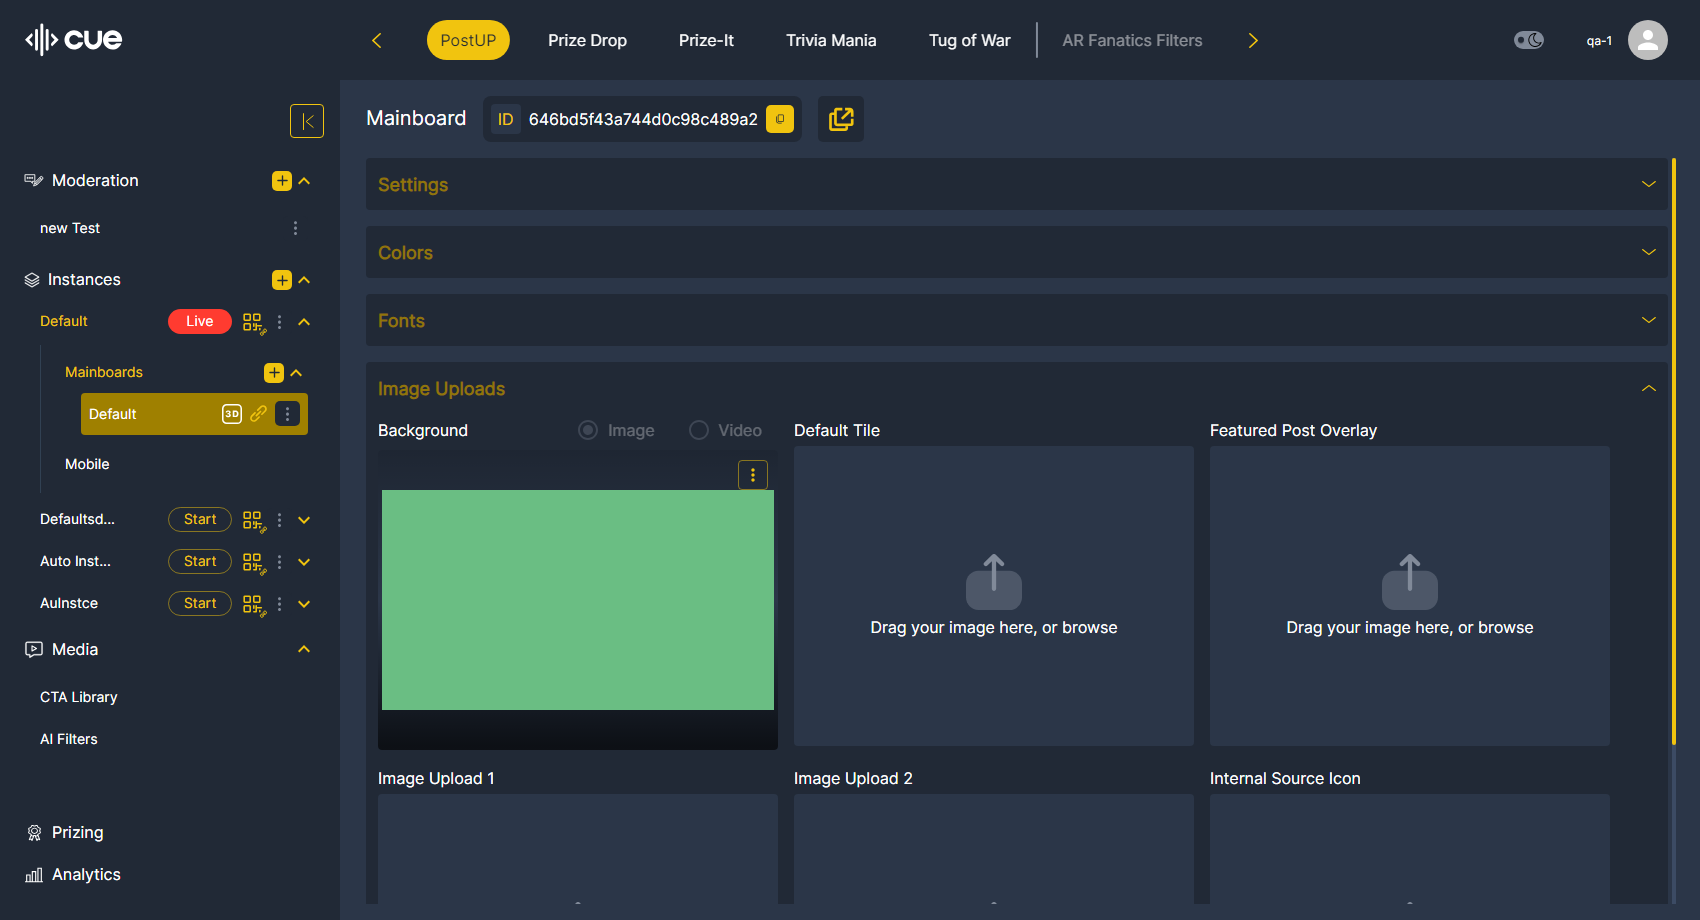 cue
PostUP
Prize Drop
Prize-It
Trivia Mania
Tug of War
AR Fanatics Filters
qa-1
Moderation
new Test
Instances
Default
Live
Mainboards
Default
3D
Mobile
Defaultsd...
Start
Auto Inst...
Start
AuInstce
Start
Media
CTA Library
AI Filters
Prizing
Analytics
Mainboard
ID
646bd5f43a744d0c98c489a2
Settings
Colors
Fonts
Image Uploads
Background
Image
Video
Default Tile
Drag your image here, or browse
Featured Post Overlay
Drag your image here, or browse
Image Upload 1
Image Upload 2
Internal Source Icon